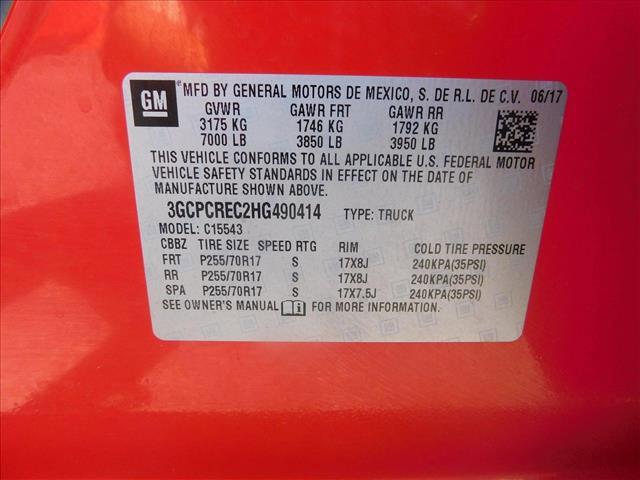 GM MFD BY GENERAL MOTORS DE MEXICO, S. DE R.L. DE C.V. 06/17
GVWR GAWR FRT GAWR RR
3175 KG 1746 KG 1792 KG
7000 LB 3850 LB 3950 LB
THIS VEHICLE CONFORMS TO ALL APPLICABLE U.S. FEDERAL MOTOR
VEHICLE SAFETY STANDARDS IN EFFECT ON THE DATE OF
MANUFACTURE SHOWN ABOVE.
3GCPCREC2HG490414 TYPE: TRUCK
MODEL: C15543
CBBZ TIRE SIZE SPEED RTG RIM COLD TIRE PRESSURE
FRT P255/70R17 S 17X8J 240KPA(35PSI)
RR P255/70R17 S 17X8J 240KPA(35PSI)
SPA P255/70R17 S 17X7.5J 240KPA(35PSI)
SEE OWNER'S MANUAL FOR MORE INFORMATION.